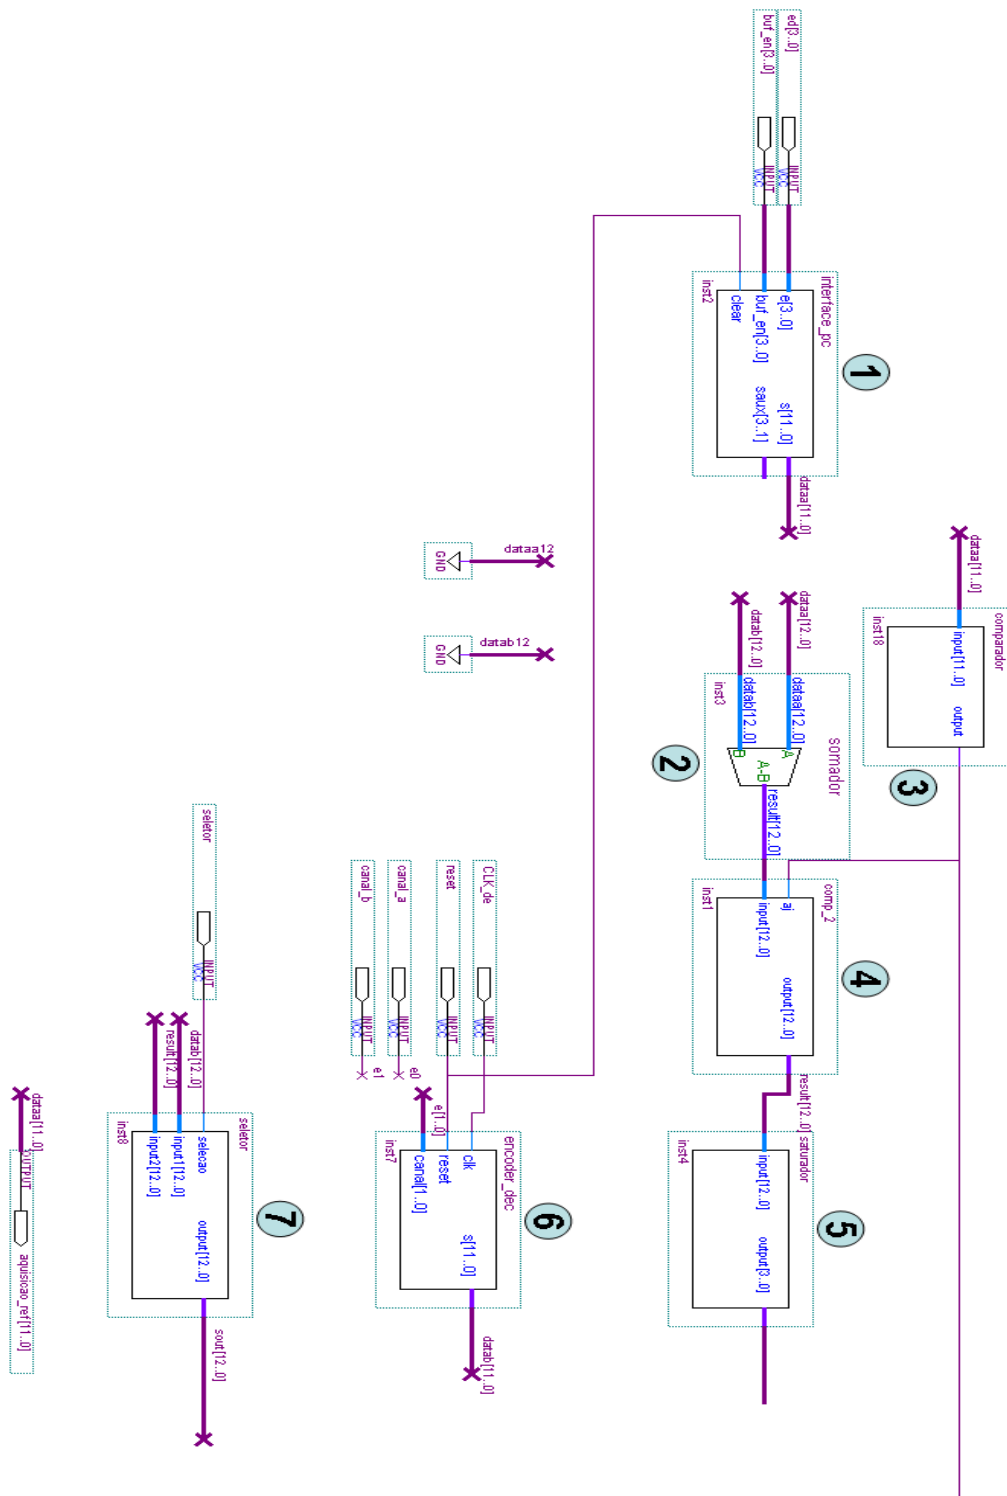 ed[3..0]
INPUT
VCC
buf_en[3..0]
INPUT
VCC
interface_pc
e[3..0]
s[11..0]
buf_en[3..0]
saux[3..1]
clear
inst2
1
dataa[11..0]
dataa[11..0]
comparador
input[11..0]
output
inst18
3
dataa12
GND
datab12
GND
dataa[12..0]
datab[12..0]
somador
dataa[12..0]
datab[12..0]
A
A-B
B
result[12..0]
inst3
2
comp_2
aj
input[12..0]
output[12..0]
inst1
4
result[12..0]
saturador
input[12..0]
output[3..0]
inst4
5
CLK_de
INPUT
VCC
reset
INPUT
VCC
canal_a
INPUT
VCC
e0
canal_b
INPUT
VCC
e1
e[1..0]
encoder_dec
clk
reset
s[11..0]
canal[1..0]
inst7
6
datab[11..0]
seletor
INPUT
VCC
datab[12..0]
result[12..0]
seletor
selecao
input1[12..0]
input2[12..0]
output[12..0]
inst8
7
sout[12..0]
dataa[11..0]
OUTPUT
aquisicao_ref[11..0]